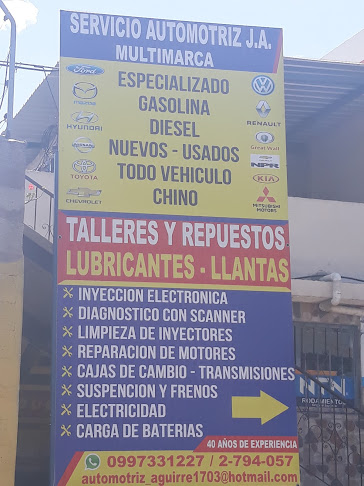 SERVICIO AUTOMOTRIZ J.A.
MULTIMARCA
Ford
mazda
HYUNDAI
TOYOTA
CHEVROLET
ESPECIALIZADO
GASOLINA
DIESEL
NUEVOS - USADOS
TODO VEHICULO
CHINO
RENAULT
Great Wall
NPR
KIA
MITSUBISHI
MOTORS
TALLERES Y REPUESTOS
LUBRICANTES - LLANTAS
INYECCION ELECTRONICA
DIAGNOSTICO CON SCANNER
LIMPIEZA DE INYECTORES
REPARACION DE MOTORES
CAJAS DE CAMBIO - TRANSMISIONES
SUSPENCION Y FRENOS
ELECTRICIDAD
CARGA DE BATERIAS
40 AÑOS DE EXPERIENCIA
0997331227 / 2-794-057
automotriz_aguirre1703@hotmail.com
NTN